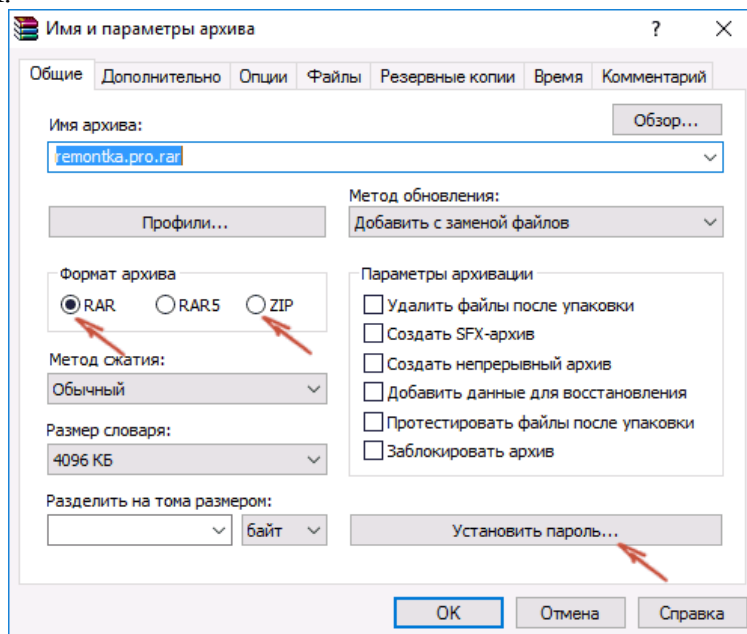 Имя и параметры архива ?
Общие Дополнительно Опции Файлы Резервные копии Время Комментарий
Имя архива: Обзор...
remontka.pro.rar
Метод обновления:
Профили... Добавить с заменой файлов
Формат архива Параметры архивации
RAR RAR5 ZIP Удалить файлы после упаковки
Создать SFX-архив
Метод сжатия: Создать непрерывный архив
Обычный Добавить данные для восстановления
Размер словаря: Протестировать файлы после упаковки
4096 КБ Заблокировать архив
Разделить на тома размером:
байт Установить пароль...
OK Отмена Справка